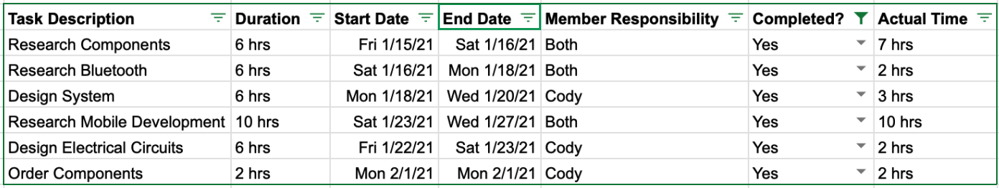 Task Description Duration Start Date End Date Member Responsibility Completed? Actual Time
Research Components 6 hrs Fri 1/15/21 Sat 1/16/21 Both Yes 7 hrs
Research Bluetooth 6 hrs Sat 1/16/21 Mon 1/18/21 Both Yes 2 hrs
Design System 6 hrs Mon 1/18/21 Wed 1/20/21 Cody Yes 3 hrs
Research Mobile Development 10 hrs Sat 1/23/21 Wed 1/27/21 Both Yes 10 hrs
Design Electrical Circuits 6 hrs Fri 1/22/21 Sat 1/23/21 Cody Yes 2 hrs
Order Components 2 hrs Mon 2/1/21 Mon 2/1/21 Cody Yes 2 hrs